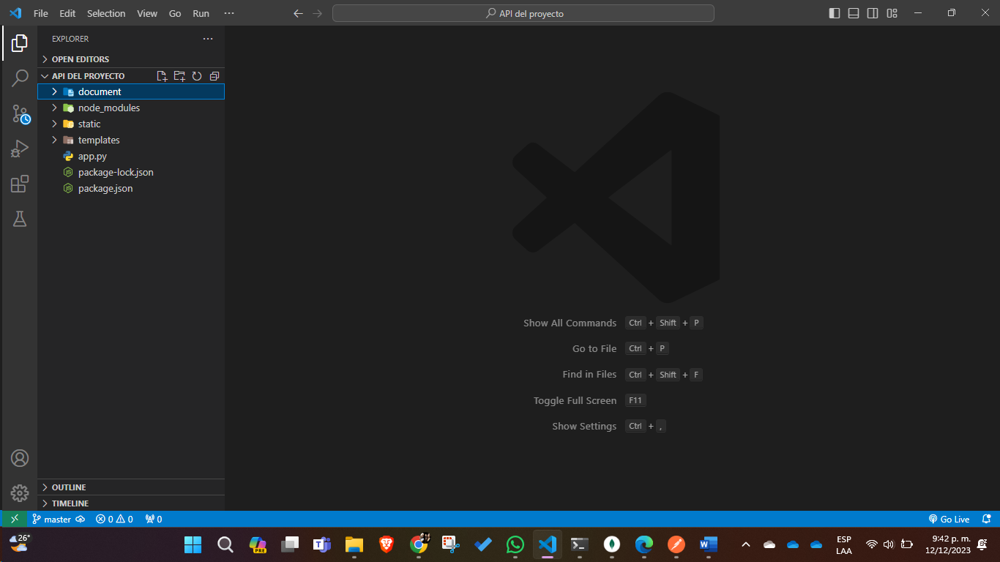 File Edit Selection View Go Run ···
API del proyecto
EXPLORER
OPEN EDITORS
API DEL PROYECTO
document
node_modules
static
templates
app.py
package-lock.json
package.json
Show All Commands Ctrl + Shift + P
Go to File Ctrl + P
Find in Files Ctrl + Shift + F
Toggle Full Screen F11
Show Settings Ctrl + ,
OUTLINE
TIMELINE
master 0 0 0 Go Live
26°
PRE
ESP
LAA
9:42 p. m.
12/12/2023